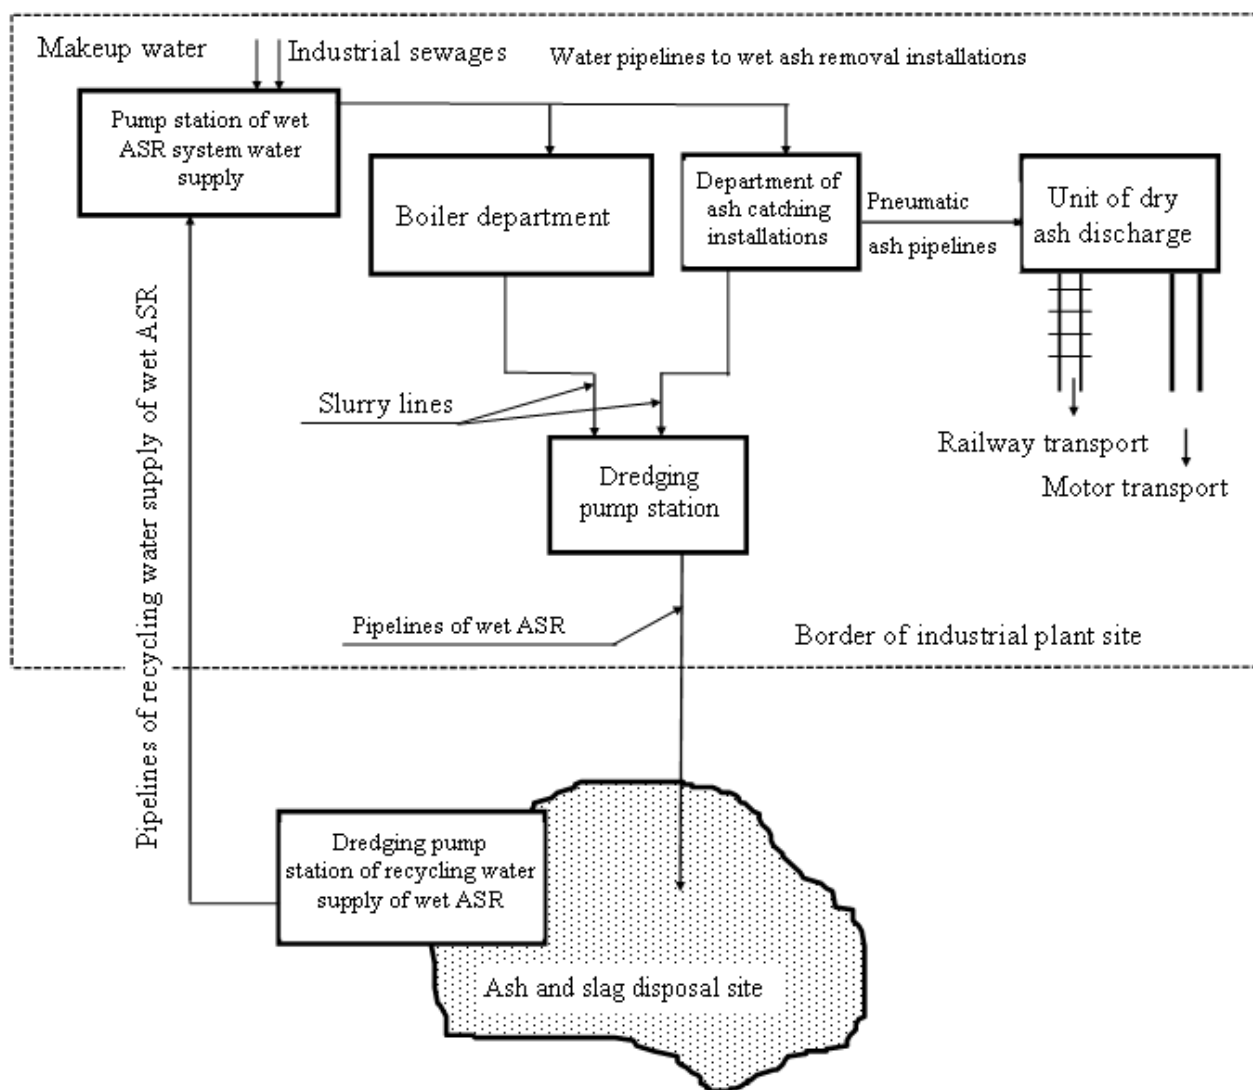 Makeup water
Industrial sewages
Water pipelines to wet ash removal installations
Pump station of wet
ASR system water
supply
Boiler department
Department of
ash catching
installations
Pneumatic
ash pipelines
Unit of dry
ash discharge
Pipelines of recycling water supply of wet ASR
Slurry lines
Railway transport
Motor transport
Dredging
pump station
Pipelines of wet ASR
Border of industrial plant site
Dredging pump
station of recycling water
supply of wet ASR
Ash and slag disposal site